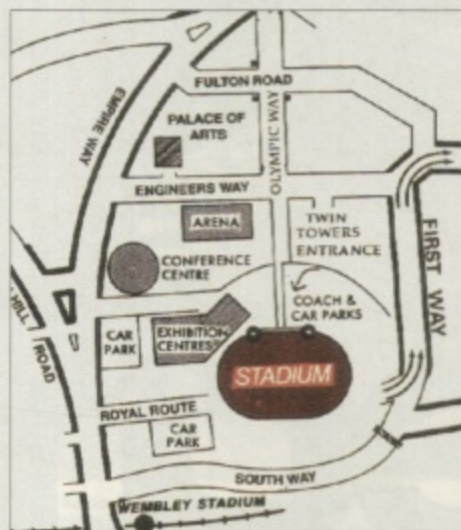 FULTON ROAD
EMPIRE WAY
OLYMPIC WAY
PALACE OF
ARTS
ENGINEERS WAY
ARENA
TWIN
TOWERS
ENTRANCE
FIRST WAY
CONFERENCE
CENTRE
COACH &
CAR PARKS
HILL ROAD
CAR
PARK
EXHIBITION
CENTRES
STADIUM
ROYAL ROUTE
CAR
PARK
SOUTH WAY
WEMBLEY STADIUM